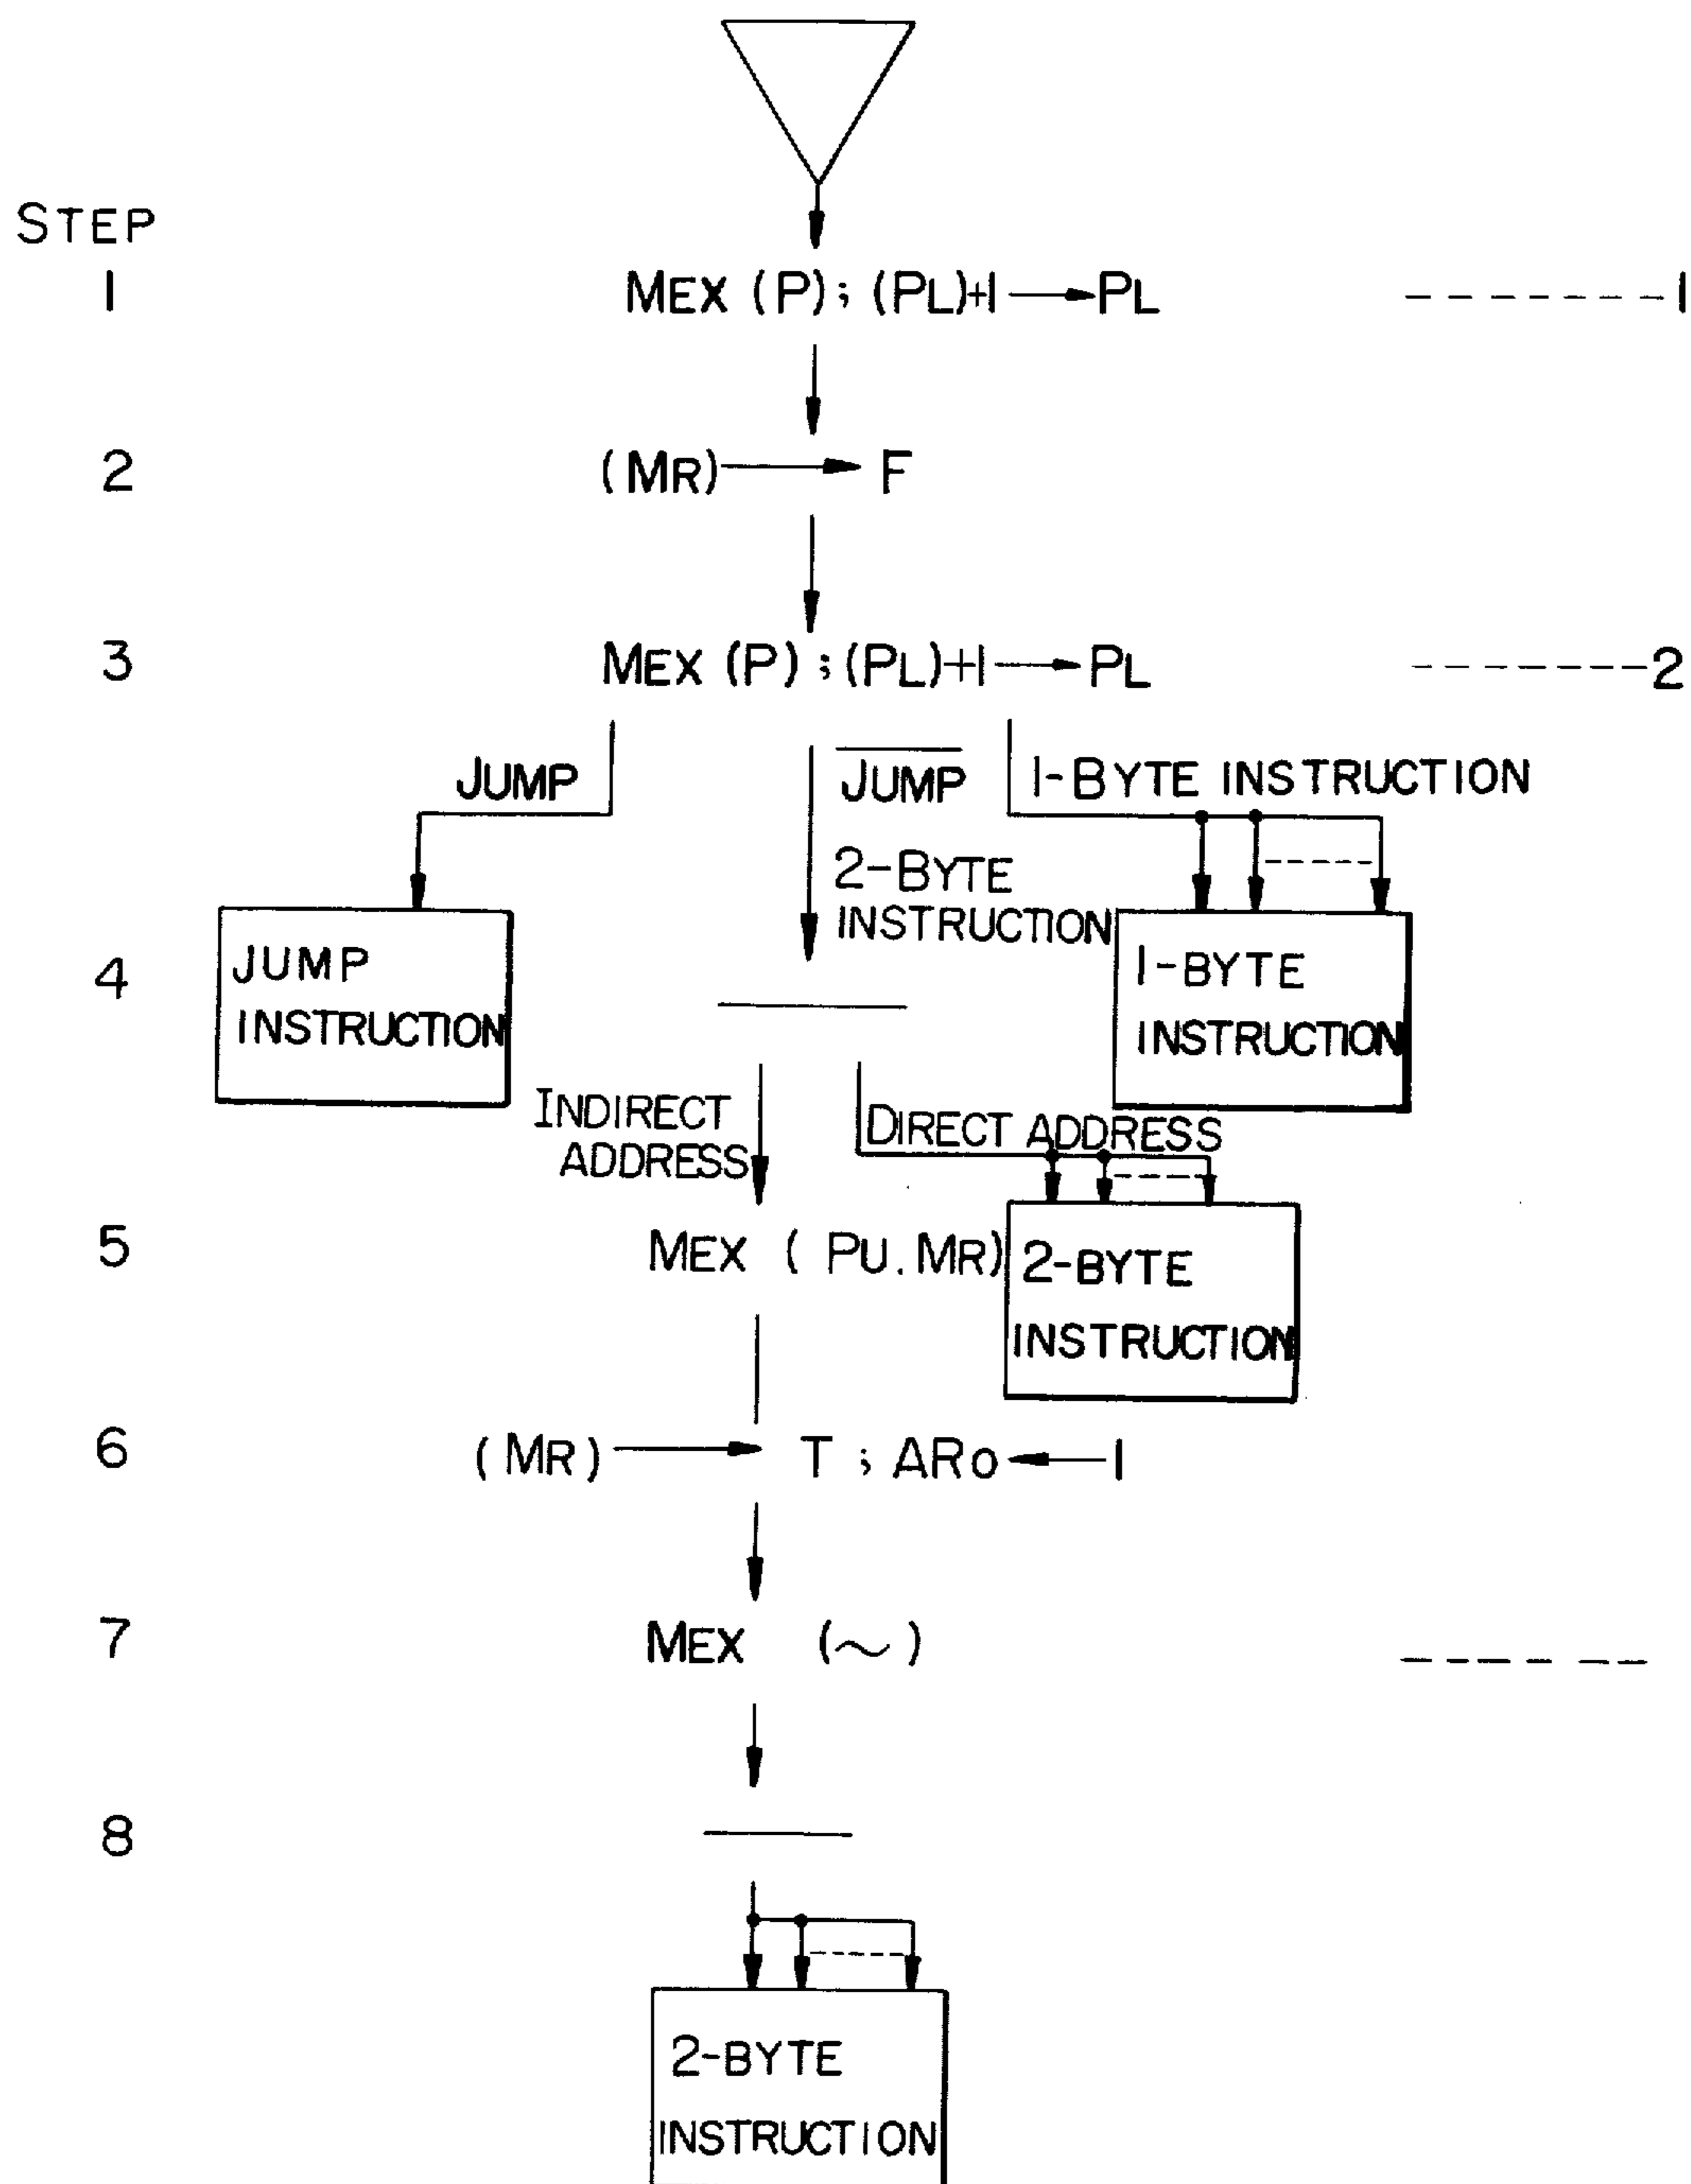 STEP
1 MEX (P); (PL)+1 → PL -------1
2 (MR) → F
3 MEX (P) ; (PL)+1 → PL ------2
JUMP
JUMP
1-BYTE INSTRUCTION
2-BYTE
INSTRUCTION
4
JUMP
INSTRUCTION
1-BYTE
INSTRUCTION
INDIRECT
ADDRESS
DIRECT ADDRESS
5 MEX ( PU. MR)
2-BYTE
INSTRUCTION
6 (MR) → T ; ARo ← 1
7 MEX (~) ------
8
2-BYTE
INSTRUCTION